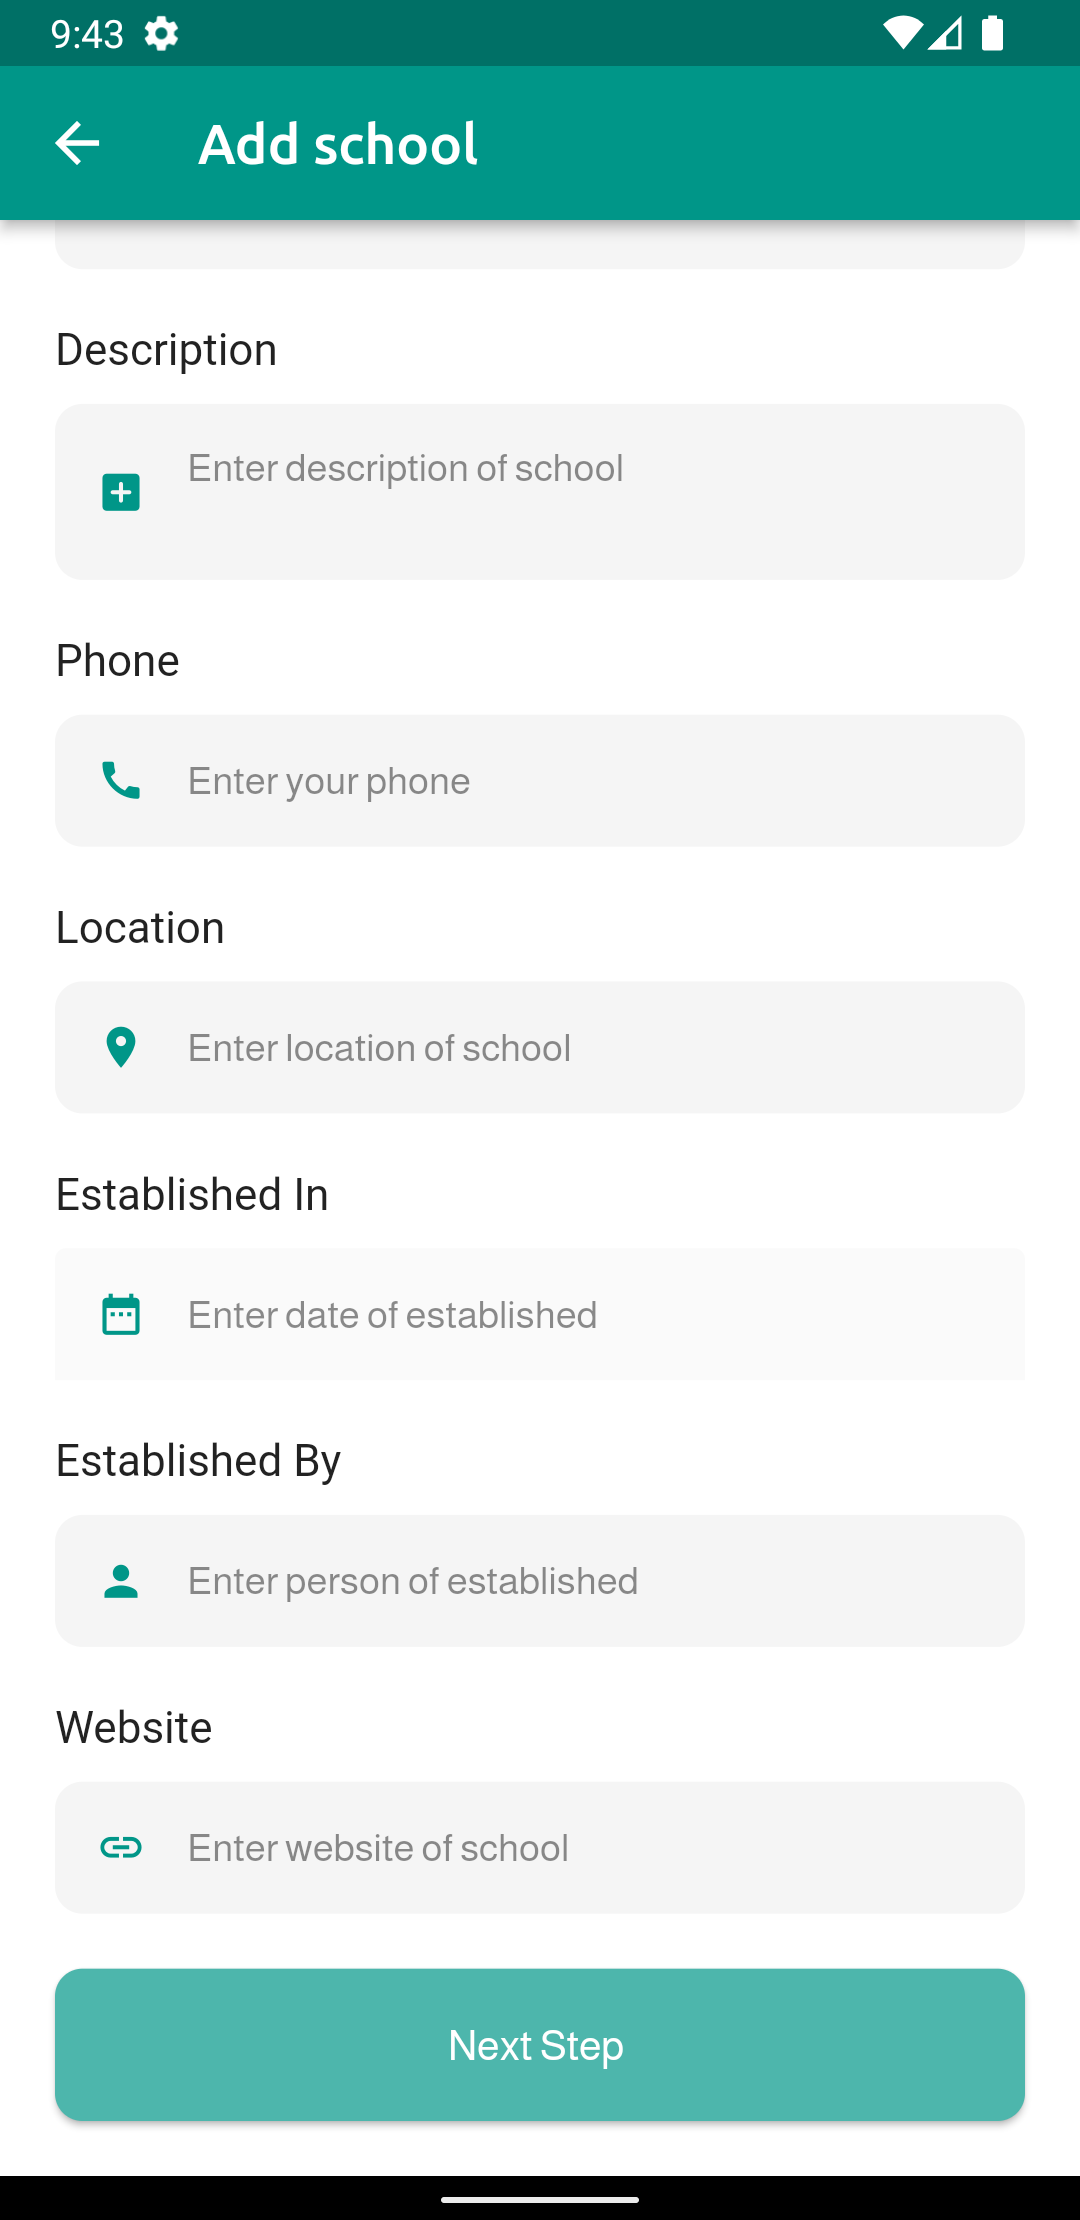 9:43
Add school
Description
Enter description of school
Phone
Enter your phone
Location
Enter location of school
Established In
Enter date of established
Established By
Enter person of established
Website
Enter website of school
Next Step